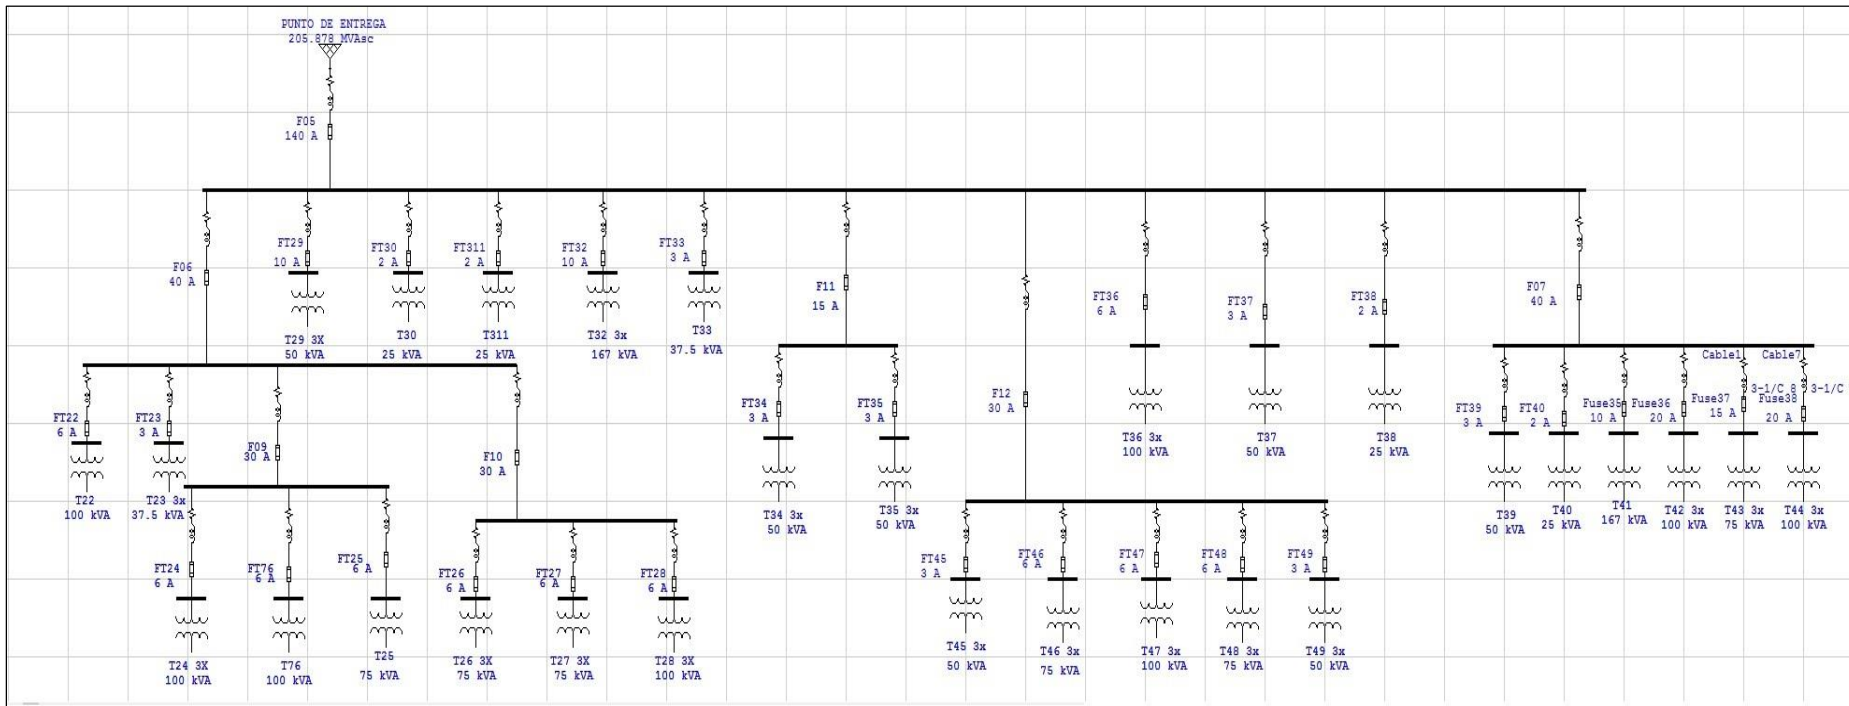 PUNTO DE ENTREGA
205.878 MVAsc
F05
140 A
F06
40 A
FT29
10 A
T29 3X
50 kVA
FT30
2 A
T30
25 kVA
FT311
2 A
T311
25 kVA
FT32
10 A
T32 3x
167 kVA
FT33
3 A
T33
37.5 kVA
F11
15 A
F12
30 A
FT36
6 A
T36 3x
100 kVA
FT37
3 A
T37
50 kVA
FT38
2 A
T38
25 kVA
F07
40 A
FT22
6 A
T22
100 kVA
FT23
3 A
T23 3x
37.5 kVA
F09
30 A
F10
30 A
FT24
6 A
T24 3X
100 kVA
FT76
6 A
T76
100 kVA
FT25
6 A
T25
75 kVA
FT26
6 A
T26 3X
75 kVA
FT27
6 A
T27 3X
75 kVA
FT28
6 A
T28 3X
100 kVA
FT34
3 A
T34 3x
50 kVA
FT35
3 A
T35 3x
50 kVA
FT45
3 A
T45 3x
50 kVA
FT46
6 A
T46 3x
75 kVA
FT47
6 A
T47 3x
100 kVA
FT48
6 A
T48 3x
75 kVA
FT49
3 A
T49 3x
50 kVA
FT39
3 A
T39
50 kVA
FT40
2 A
T40
25 kVA
Fuse35
10 A
T41
167 kVA
Fuse36
20 A
T42 3x
100 kVA
Cable1
3-1/C 8
Fuse37
15 A
T43 3x
75 kVA
Cable7
3-1/C
Fuse38
20 A
T44 3x
100 kVA